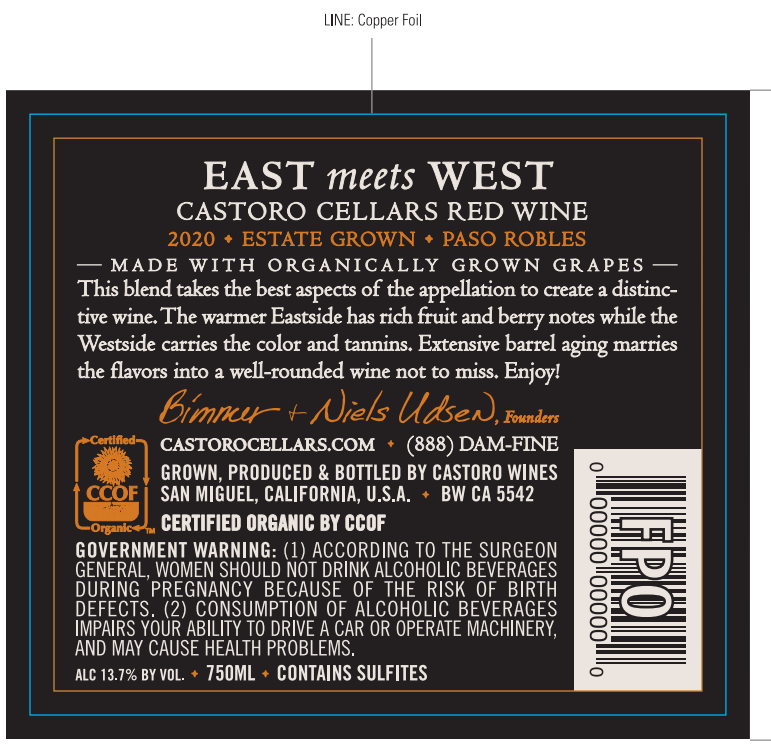 LINE: Copper Foil
EAST meets WEST
CASTORO CELLARS RED WINE
2020 ✦ ESTATE GROWN ✦ PASO ROBLES
— MADE WITH ORGANICALLY GROWN GRAPES —
This blend takes the best aspects of the appellation to create a distinc-
tive wine. The warmer Eastside has rich fruit and berry notes while the
Westside carries the color and tannins. Extensive barrel aging marries
the flavors into a well-rounded wine not to miss. Enjoy!
Bimmer + Niels Udsen, Founders
Certified
CCOF
Organic TM
CASTOROCELLARS.COM ✦ (888) DAM-FINE
GROWN, PRODUCED & BOTTLED BY CASTORO WINES
SAN MIGUEL, CALIFORNIA, U.S.A. ✦ BW CA 5542
CERTIFIED ORGANIC BY CCOF
GOVERNMENT WARNING: (1) ACCORDING TO THE SURGEON
GENERAL, WOMEN SHOULD NOT DRINK ALCOHOLIC BEVERAGES
DURING PREGNANCY BECAUSE OF THE RISK OF BIRTH
DEFECTS. (2) CONSUMPTION OF ALCOHOLIC BEVERAGES
IMPAIRS YOUR ABILITY TO DRIVE A CAR OR OPERATE MACHINERY,
AND MAY CAUSE HEALTH PROBLEMS.
ALC 13.7% BY VOL. ✦ 750ML ✦ CONTAINS SULFITES
0 00000 00000 0
FPO